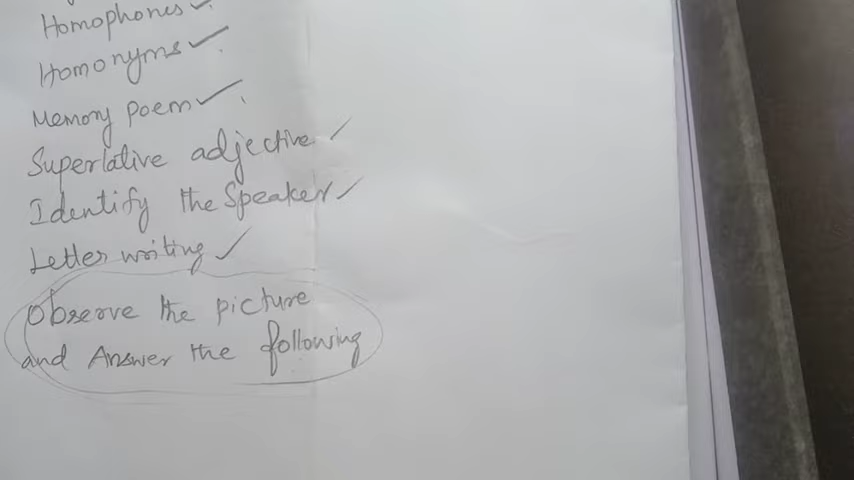 Homophones
Homonyms
Memory poem
Superlative adjective
Identify the Speaker
Letter writing
Observe the picture
and Answer the following